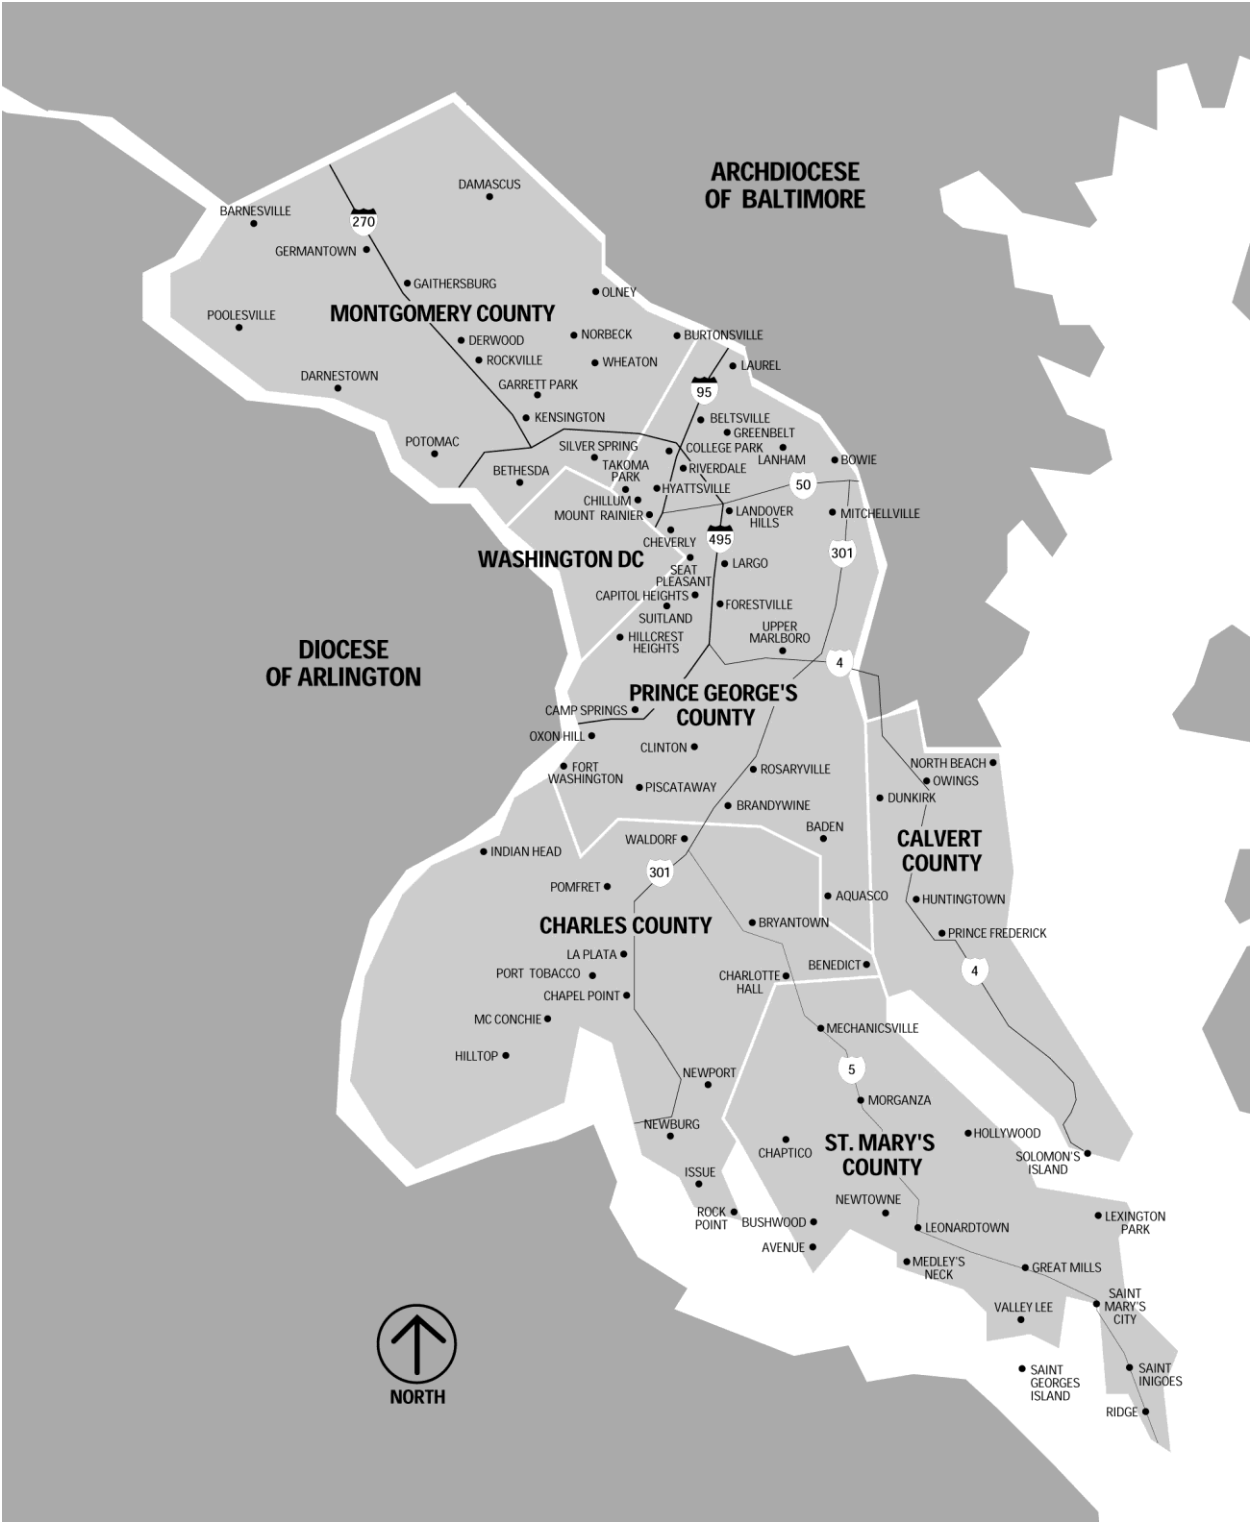 ARCHDIOCESE
OF BALTIMORE
DAMASCUS
BARNESVILLE
270
GERMANTOWN
GAITHERSBURG
OLNEY
MONTGOMERY COUNTY
POOLESVILLE
DERWOOD
NORBECK
BURTONSVILLE
ROCKVILLE
WHEATON
LAUREL
DARNESTOWN
GARRETT PARK
95
KENSINGTON
BELTSVILLE
GREENBELT
POTOMAC
SILVER SPRING
COLLEGE PARK
LANHAM
BOWIE
BETHESDA
TAKOMA
PARK
RIVERDALE
HYATTSVILLE
50
CHILLUM
MOUNT RAINIER
LANDOVER
HILLS
MITCHELLVILLE
CHEVERLY
495
301
WASHINGTON DC
SEAT
PLEASANT
LARGO
CAPITOL HEIGHTS
FORESTVILLE
SUITLAND
HILLCREST
HEIGHTS
UPPER
MARLBORO
4
DIOCESE
OF ARLINGTON
PRINCE GEORGE'S
COUNTY
CAMP SPRINGS
OXON HILL
CLINTON
FORT
WASHINGTON
ROSARYVILLE
NORTH BEACH
OWINGS
PISCATAWAY
BRANDYWINE
DUNKIRK
WALDORF
BADEN
CALVERT
COUNTY
INDIAN HEAD
301
POMFRET
AQUASCO
HUNTINGTOWN
CHARLES COUNTY
BRYANTOWN
PRINCE FREDERICK
LA PLATA
BENEDICT
4
PORT TOBACCO
CHARLOTTE
HALL
CHAPEL POINT
MC CONCHIE
MECHANICSVILLE
HILLTOP
5
NEWPORT
MORGANZA
NEWBURG
HOLLYWOOD
CHAPTICO
ST. MARY'S
COUNTY
SOLOMON'S
ISLAND
ISSUE
NEWTOWNE
ROCK
POINT
BUSHWOOD
LEONARDTOWN
LEXINGTON
PARK
AVENUE
MEDLEY'S
NECK
GREAT MILLS
VALLEY LEE
SAINT
MARY'S
CITY
SAINT
GEORGES
ISLAND
SAINT
INIGOES
RIDGE
NORTH